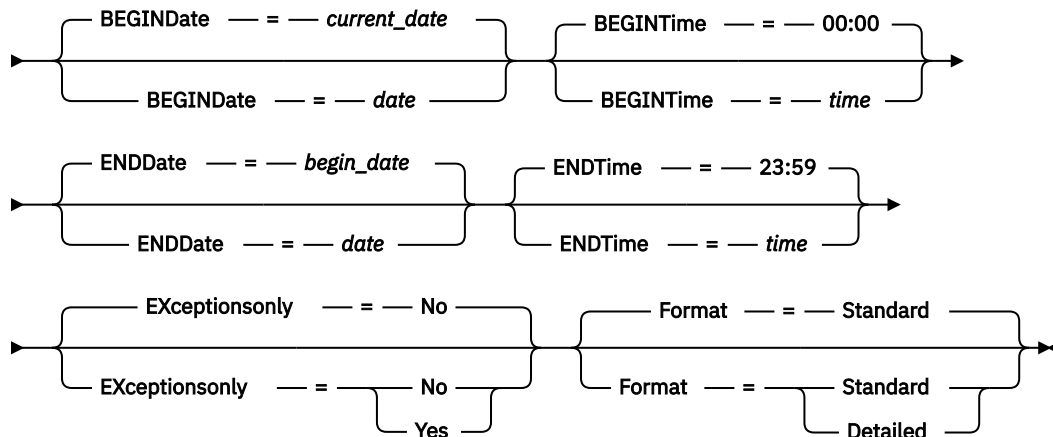 BEGINDate = current_date BEGINTime = 00:00
BEGINDate = date BEGINTime = time
ENDDate = begin_date ENDTime = 23:59
ENDDate = date ENDTime = time
EXceptionsonly = No Format = Standard
EXceptionsonly = No Format = Standard
Yes Detailed